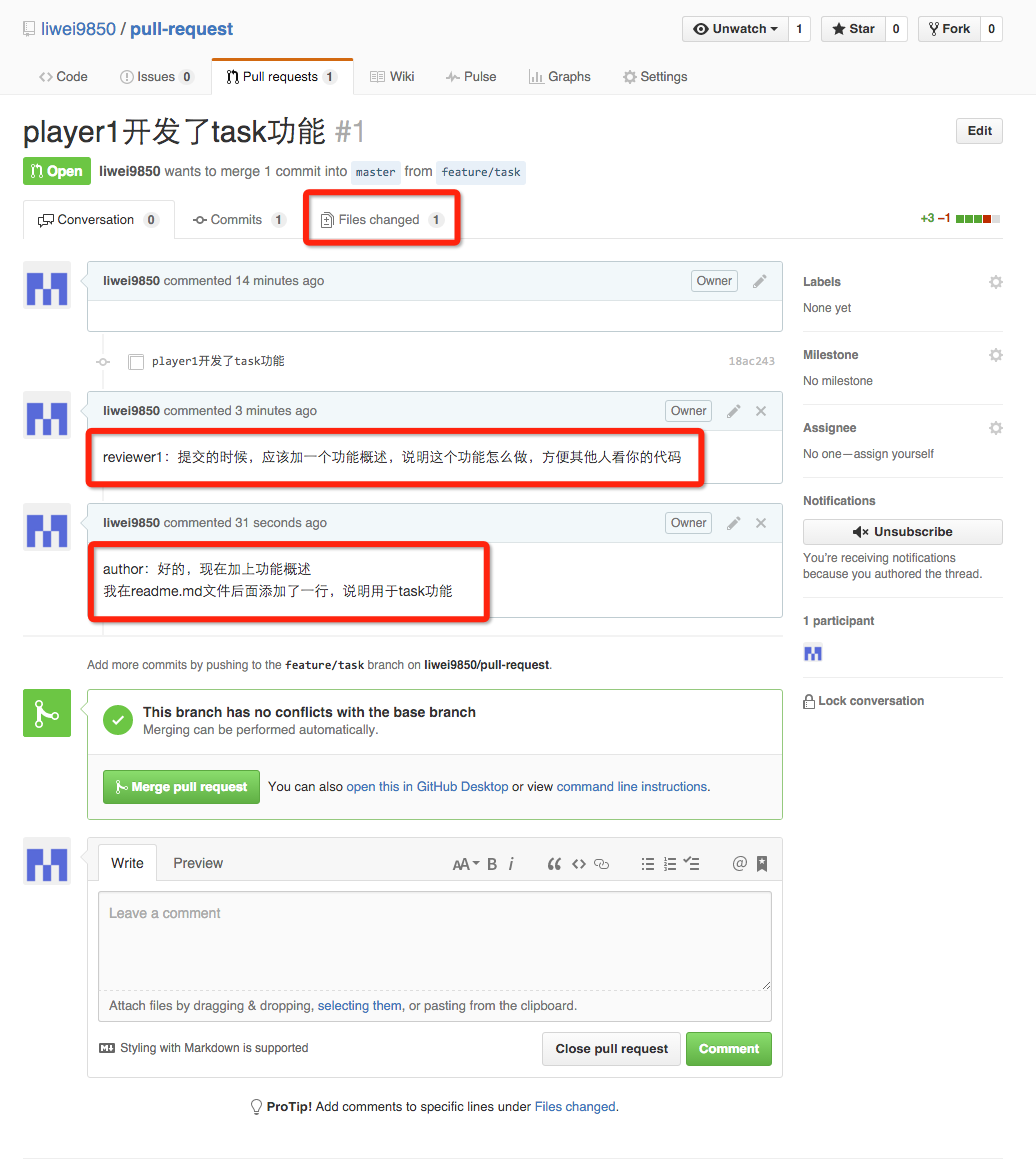 liwei9850 / pull-request
Unwatch 1 Star 0 Fork 0
Code Issues 0 Pull requests 1 Wiki Pulse Graphs Settings
player1开发了task功能 #1
Edit
Open liwei9850 wants to merge 1 commit into master from feature/task
Conversation 0 Commits 1 Files changed 1
+3 −1
liwei9850 commented 14 minutes ago
Owner
player1开发了task功能
18ac243
liwei9850 commented 3 minutes ago
Owner
reviewer1：提交的时候，应该加一个功能概述，说明这个功能怎么做，方便其他人看你的代码
liwei9850 commented 31 seconds ago
Owner
author：好的，现在加上功能概述
我在readme.md文件后面添加了一行，说明用于task功能
Add more commits by pushing to the feature/task branch on liwei9850/pull-request.
This branch has no conflicts with the base branch
Merging can be performed automatically.
Merge pull request You can also open this in GitHub Desktop or view command line instructions.
Write Preview
AA B i
Leave a comment
Attach files by dragging & dropping, selecting them, or pasting from the clipboard.
Styling with Markdown is supported
Close pull request Comment
ProTip! Add comments to specific lines under Files changed.
Labels
None yet
Milestone
No milestone
Assignee
No one—assign yourself
Notifications
Unsubscribe
You're receiving notifications
because you authored the thread.
1 participant
Lock conversation